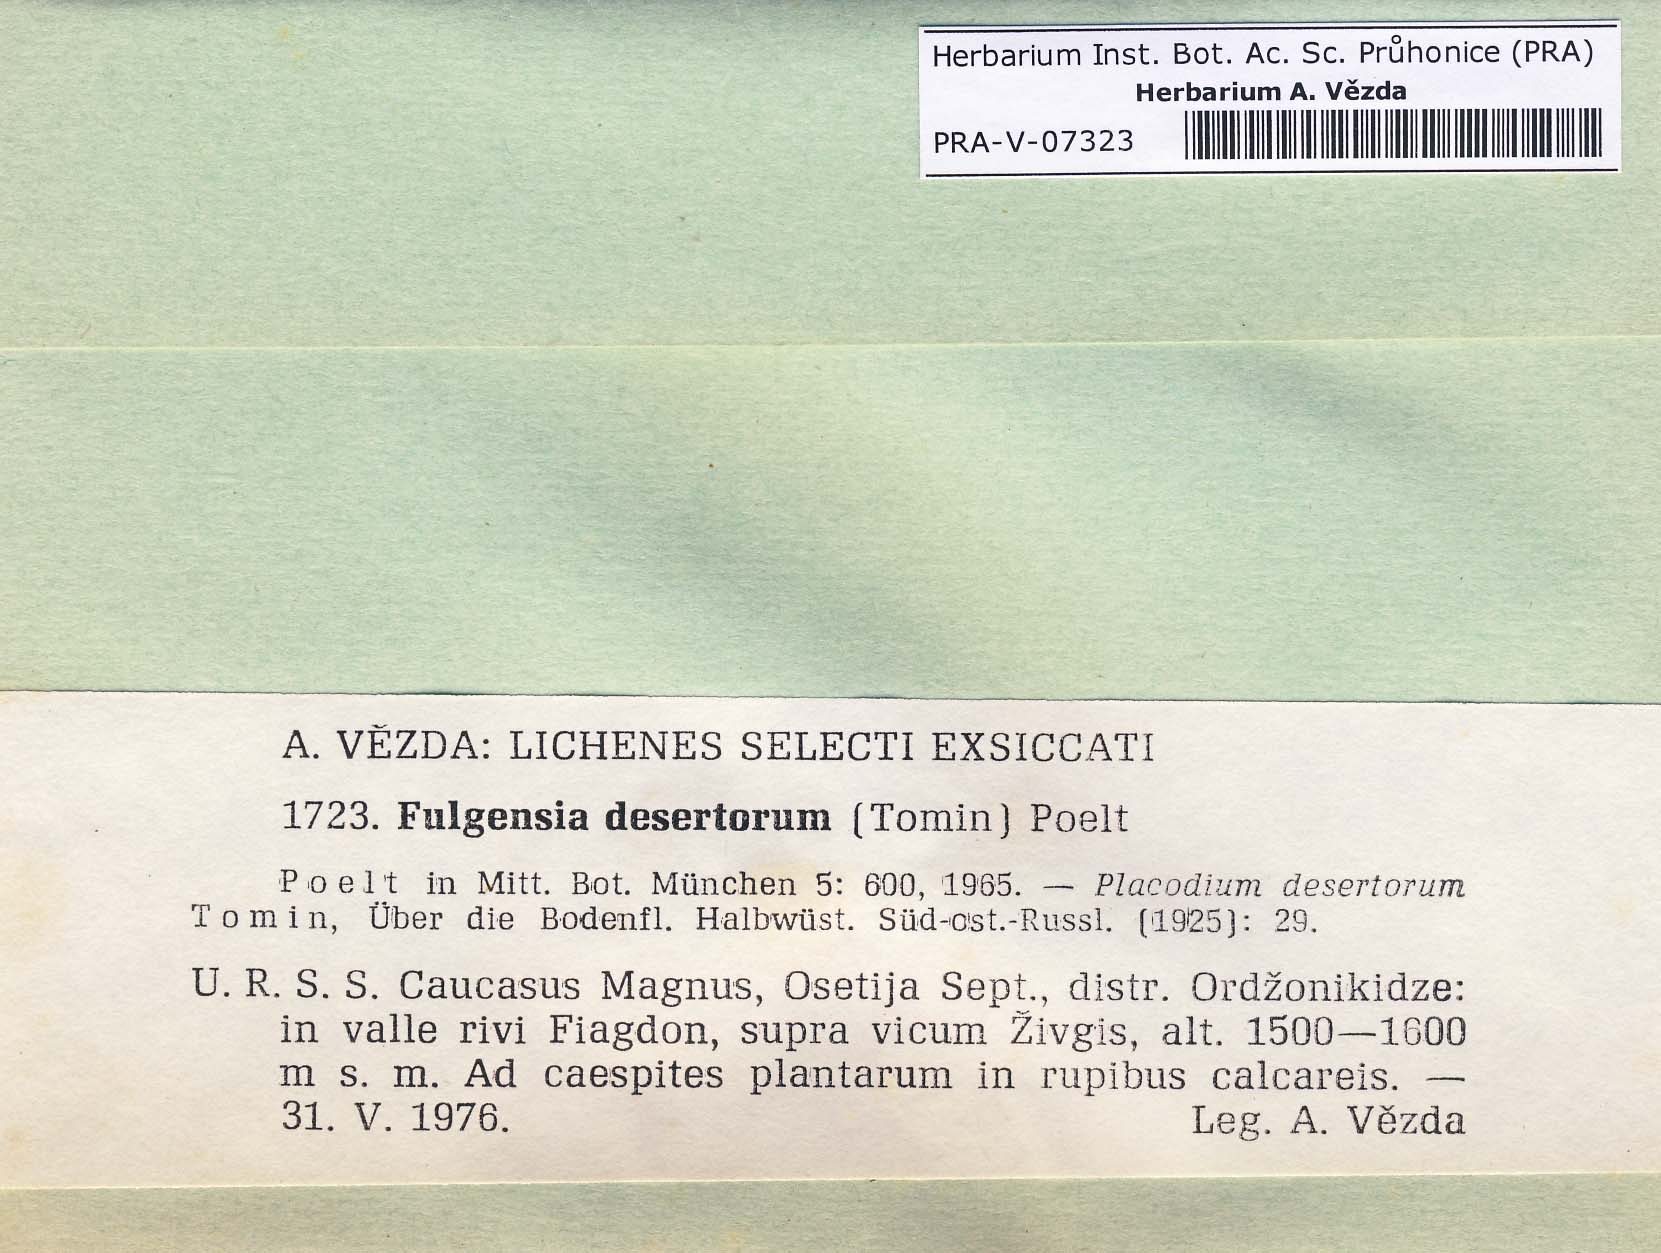 Herbarium Inst. Bot. Ac. Sc. Průhonice (PRA)
Herbarium A. Vězda
PRA-V-07323
A. VĚZDA: LICHENES SELECTI EXSICCATI
1723. Fulgensia desertorum (Tomin) Poelt
Poelt in Mitt. Bot. München 5: 600, 1965. — Placodium desertorum
Tomin, Über die Bodenfl. Halbwüst. Süd-ost.-Russl. (1925): 29.
U. R. S. S. Caucasus Magnus, Osetija Sept., distr. Ordžonikidze:
in valle rivi Fiagdon, supra vicum Živgis, alt. 1500—1600
m s. m. Ad caespites plantarum in rupibus calcareis. —
31. V. 1976. Leg. A. Vězda